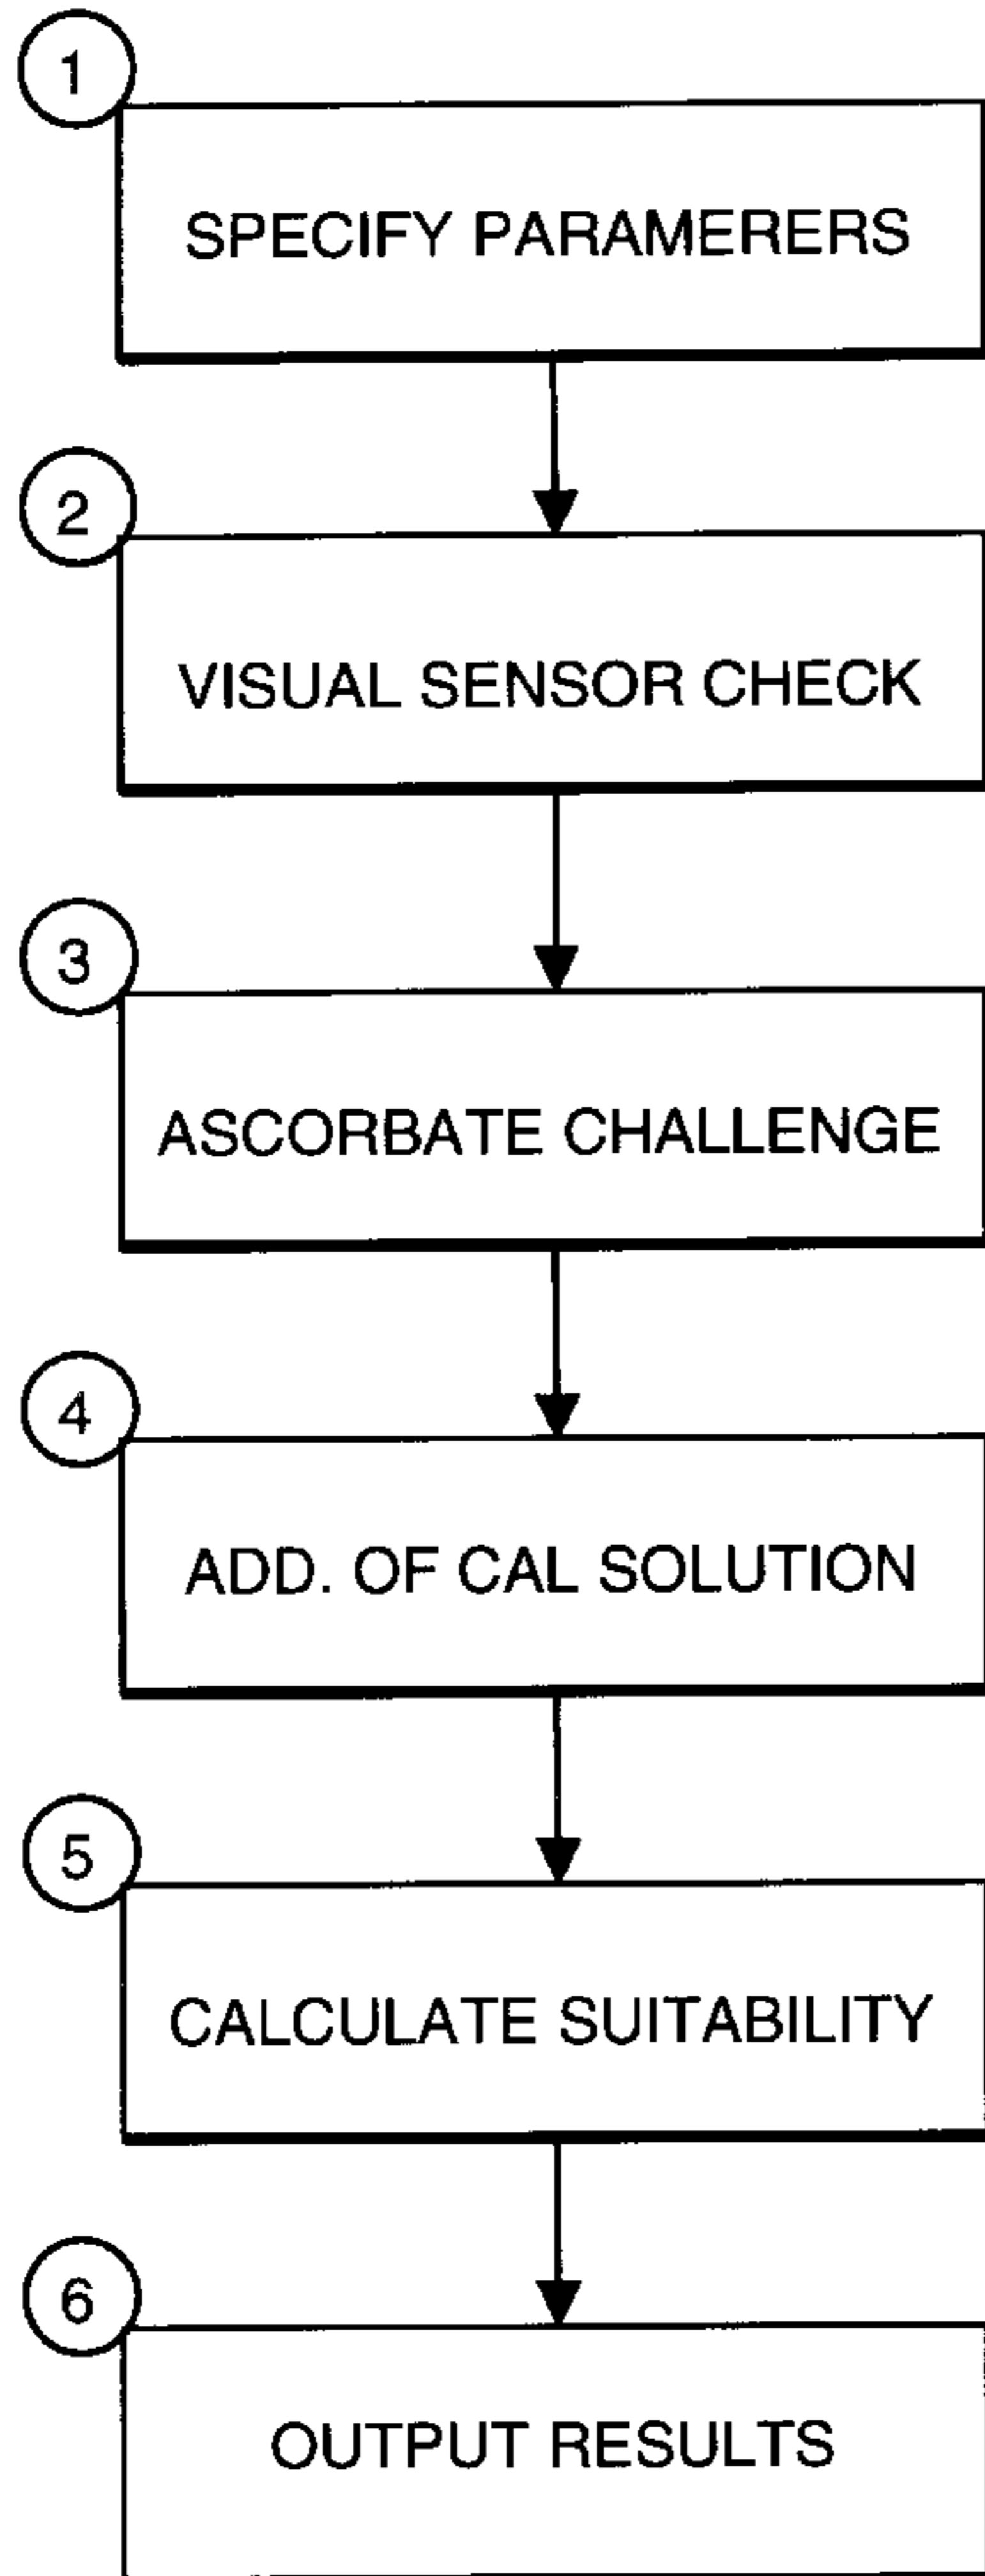 1
SPECIFY PARAMERERS
2
VISUAL SENSOR CHECK
3
ASCORBATE CHALLENGE
4
ADD. OF CAL SOLUTION
5
CALCULATE SUITABILITY
6
OUTPUT RESULTS